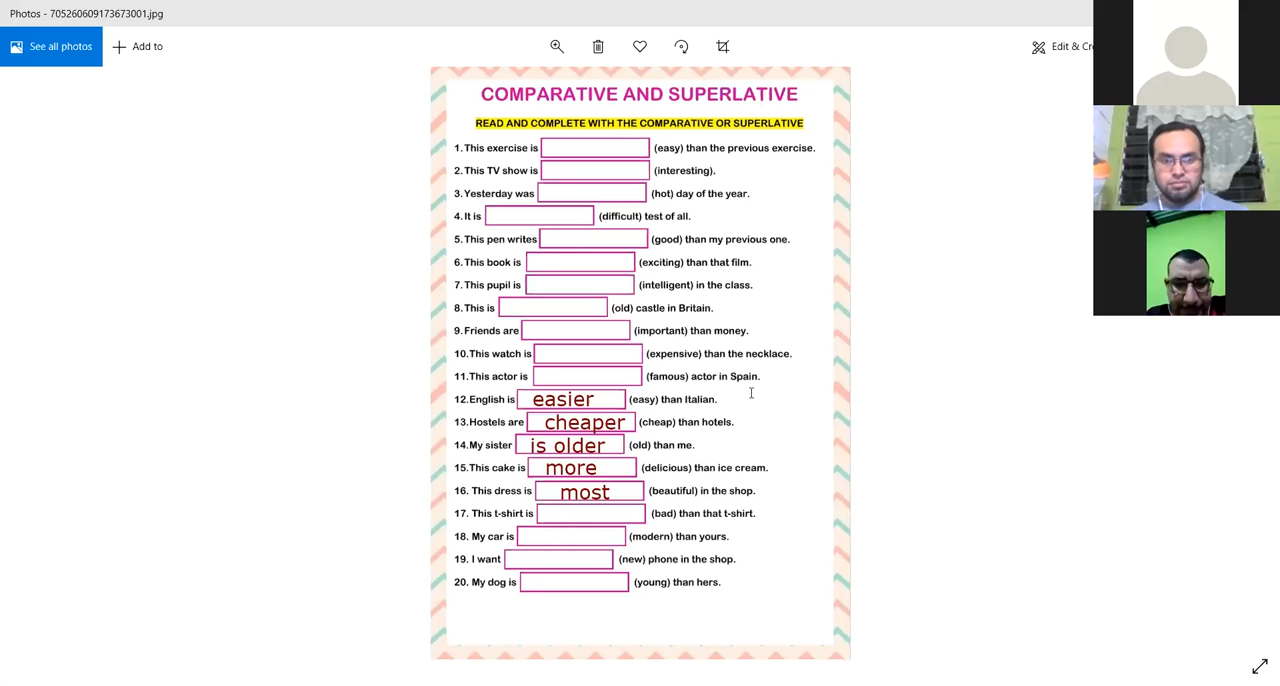 Photos - 705260609173673001.jpg
See all photos
Add to
Edit & Cr
COMPARATIVE AND SUPERLATIVE
READ AND COMPLETE WITH THE COMPARATIVE OR SUPERLATIVE
1.This exercise is (easy) than the previous exercise.
2.This TV show is (interesting).
3.Yesterday was (hot) day of the year.
4.It is (difficult) test of all.
5.This pen writes (good) than my previous one.
6.This book is (exciting) than that film.
7.This pupil is (intelligent) in the class.
8.This is (old) castle in Britain.
9.Friends are (important) than money.
10.This watch is (expensive) than the necklace.
11.This actor is (famous) actor in Spain.
12.English is easier (easy) than Italian.
13.Hostels are cheaper (cheap) than hotels.
14.My sister is older (old) than me.
15.This cake is more (delicious) than ice cream.
16. This dress is most (beautiful) in the shop.
17. This t-shirt is (bad) than that t-shirt.
18. My car is (modern) than yours.
19. I want (new) phone in the shop.
20. My dog is (young) than hers.